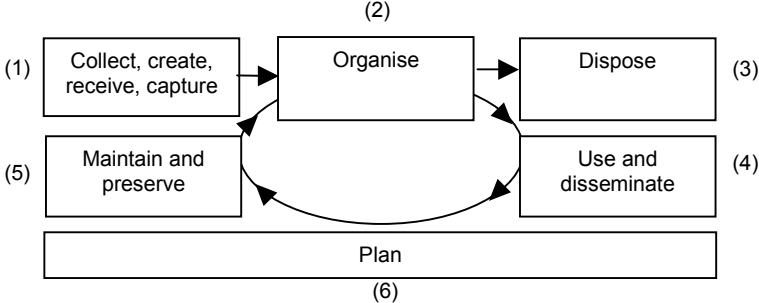 (2)
(1)
Collect, create,
receive, capture
Organise
Dispose
(3)
(5)
Maintain and
preserve
Use and
disseminate
(4)
Plan
(6)